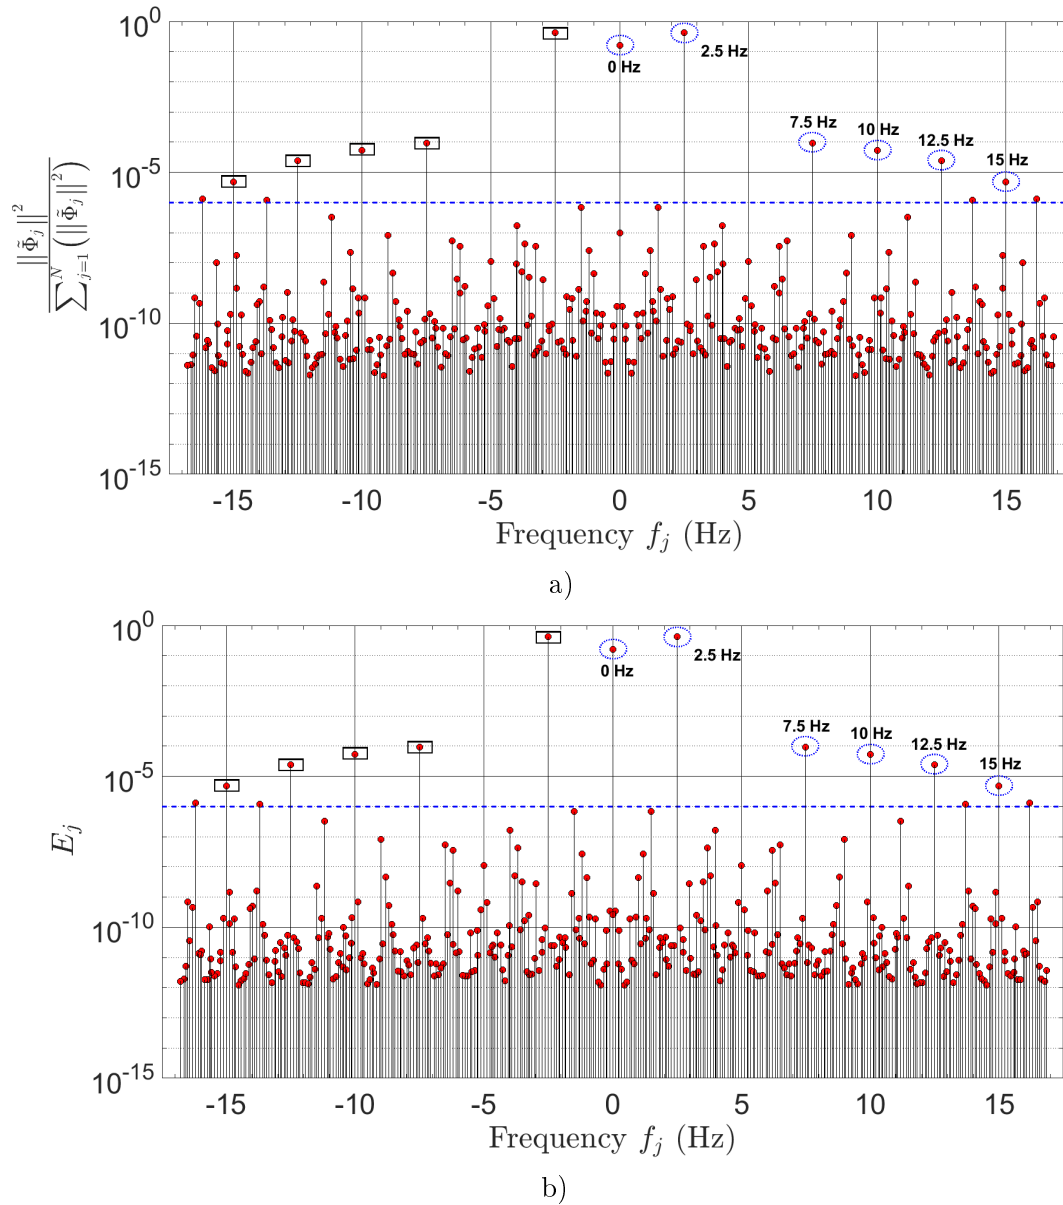 10^0
10^-5
10^-10
10^-15
||Φ̃_j||^2
∑_{j=1}^N (||Φ̃_j||^2)
0 Hz
2.5 Hz
7.5 Hz
10 Hz
12.5 Hz
15 Hz
-15 -10 -5 0 5 10 15
Frequency f_j (Hz)
a)
10^0
10^-5
10^-10
10^-15
E_j
0 Hz
2.5 Hz
7.5 Hz
10 Hz
12.5 Hz
15 Hz
-15 -10 -5 0 5 10 15
Frequency f_j (Hz)
b)